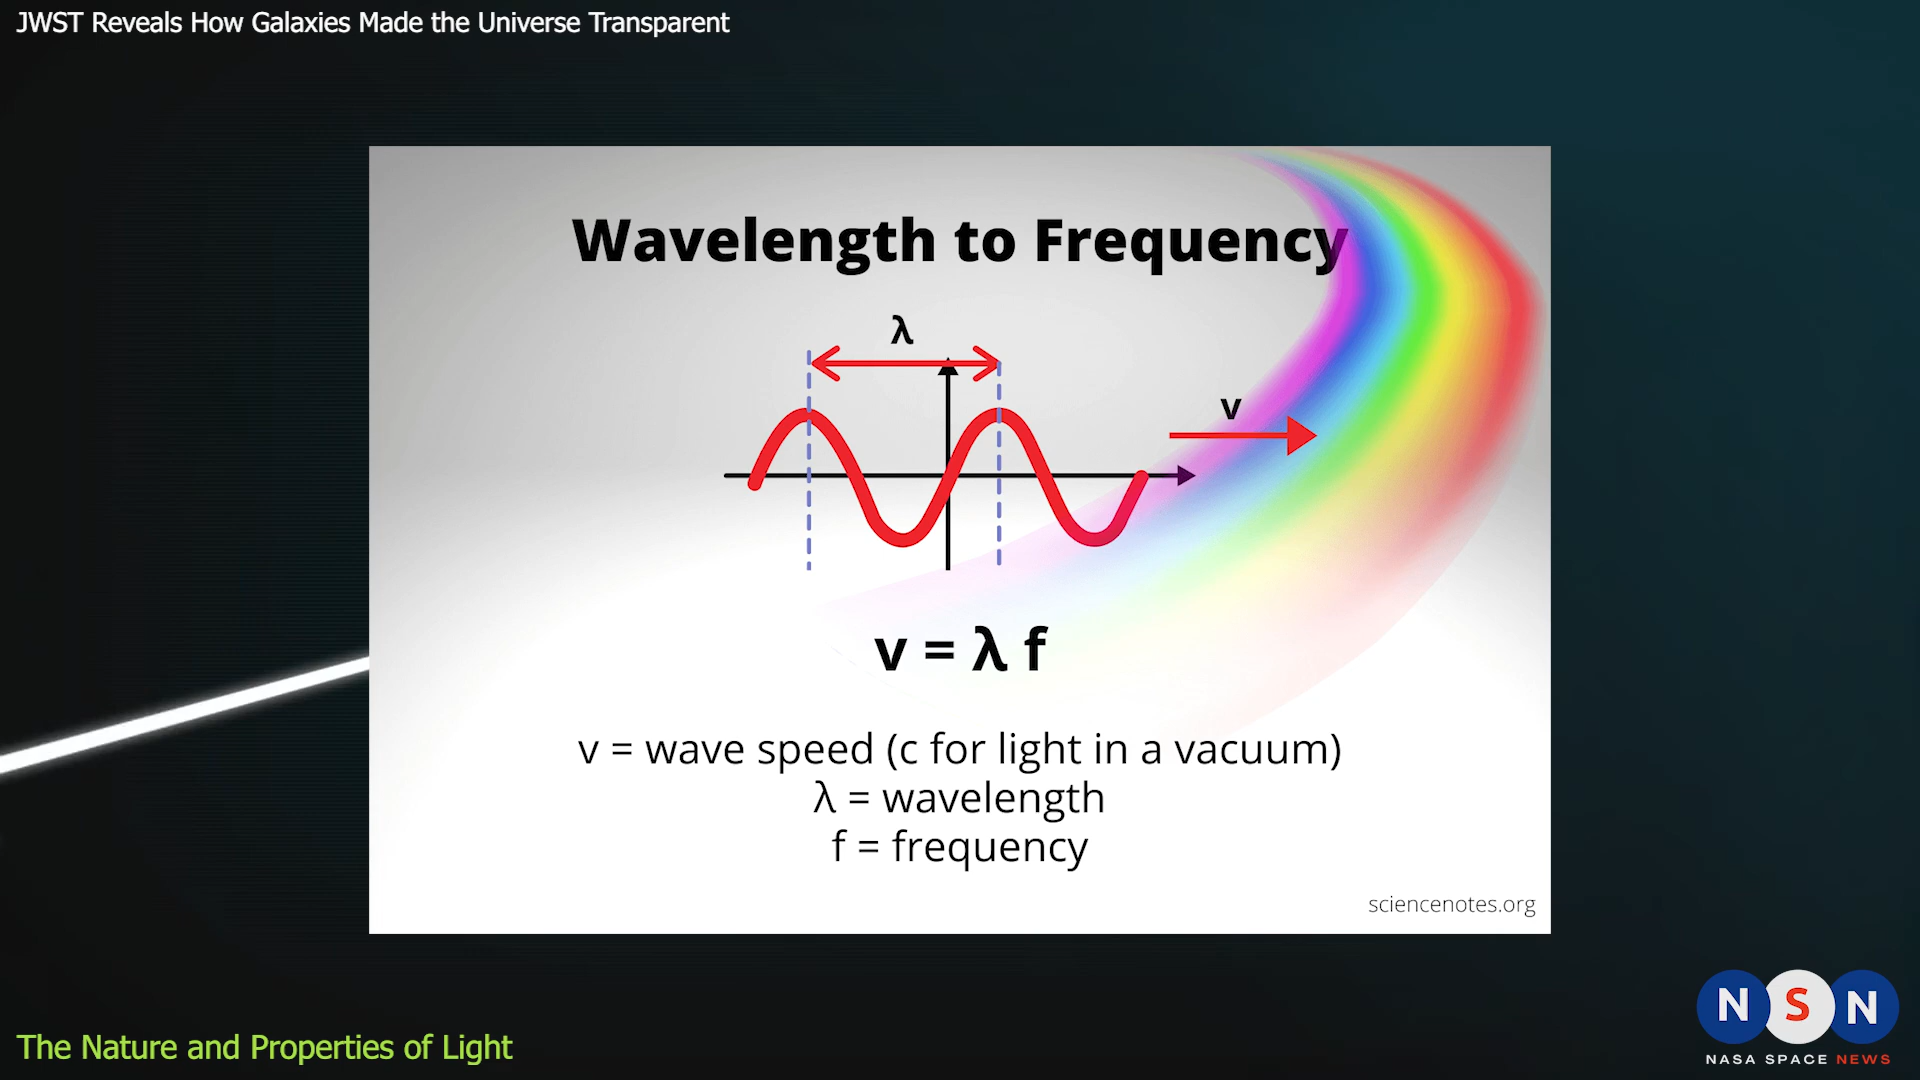 JWST Reveals How Galaxies Made the Universe Transparent
Wavelength to Frequency
λ
v
v = λ f
v = wave speed (c for light in a vacuum)
λ = wavelength
f = frequency
sciencenotes.org
The Nature and Properties of Light
N S N
NASA SPACE NEWS